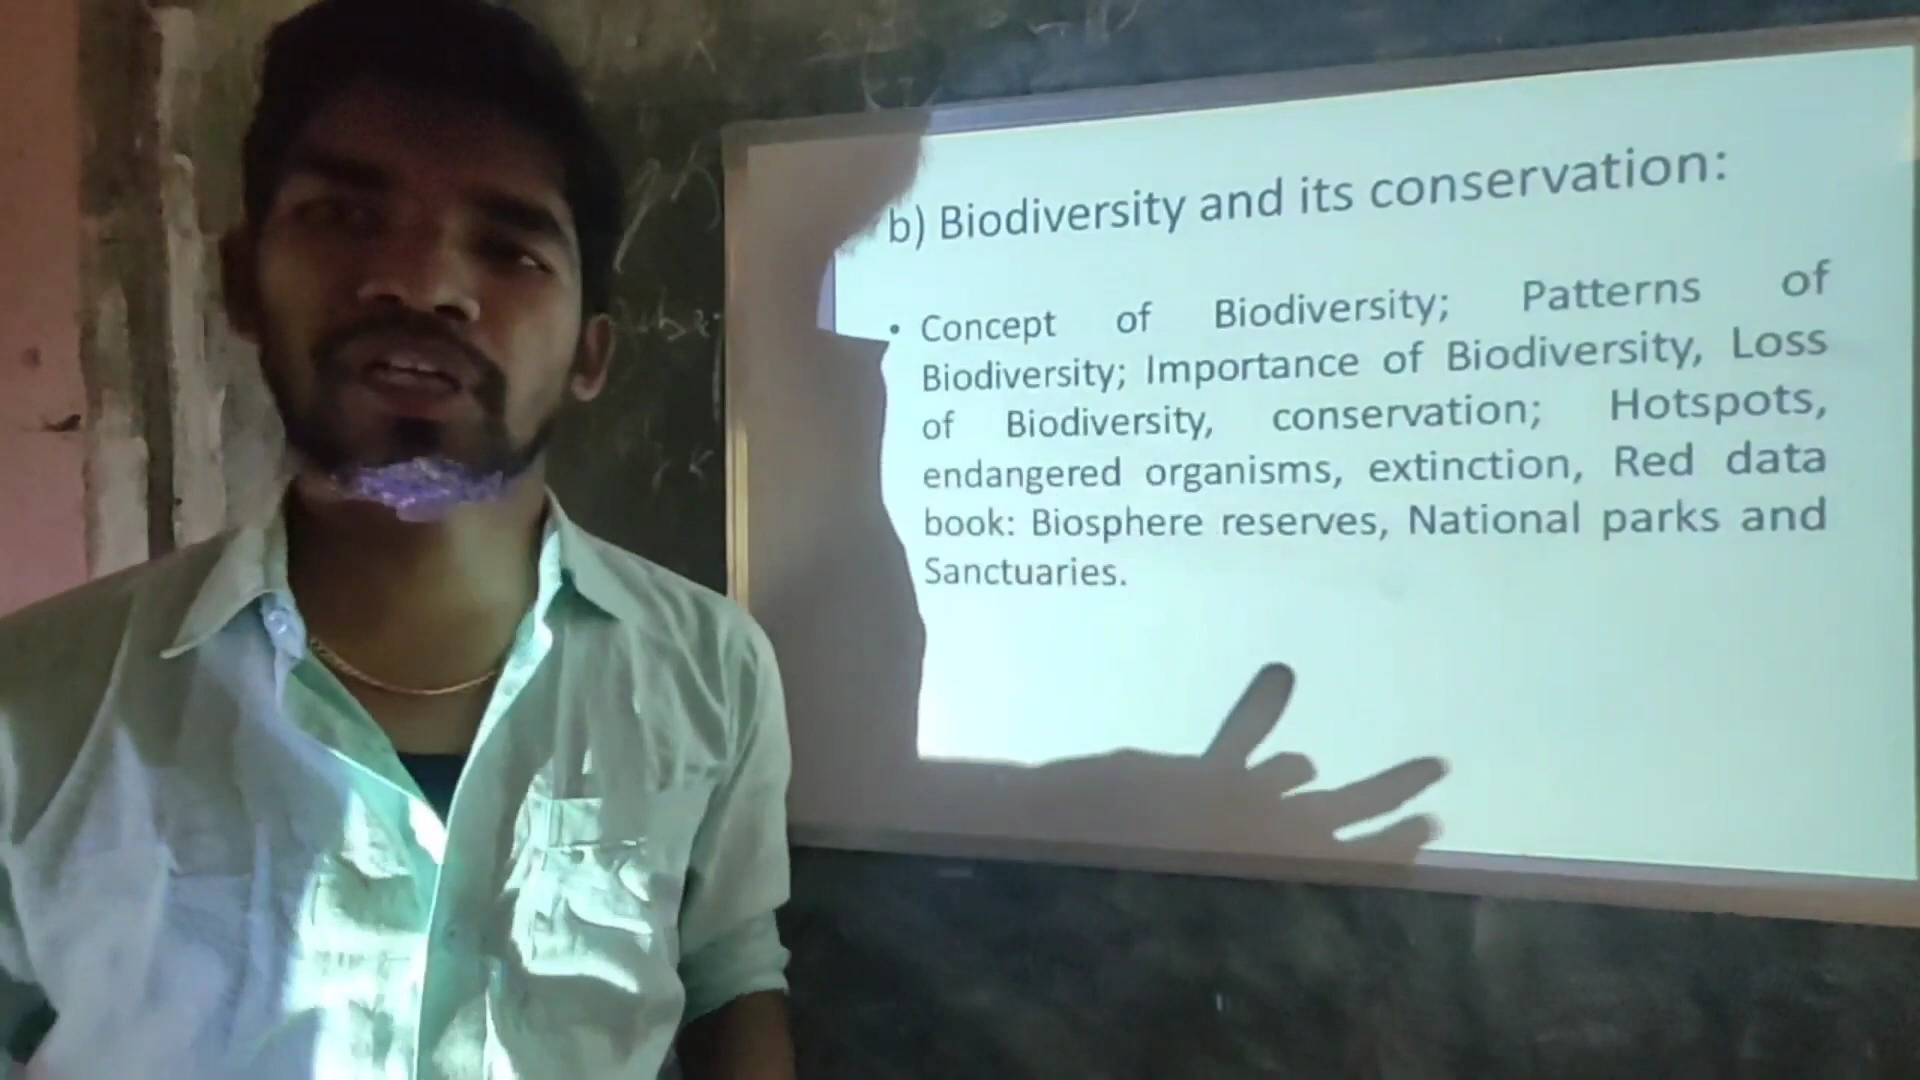 b) Biodiversity and its conservation:
• Concept of Biodiversity; Patterns of
Biodiversity; Importance of Biodiversity, Loss
of Biodiversity, conservation; Hotspots,
endangered organisms, extinction, Red data
book: Biosphere reserves, National parks and
Sanctuaries.